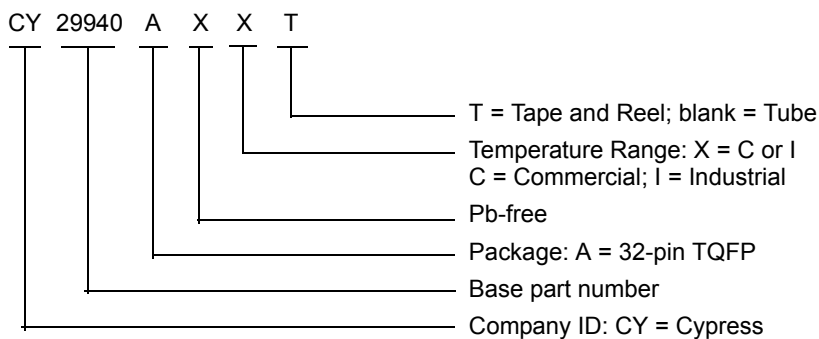 CY 29940 A X X T
T = Tape and Reel; blank = Tube
Temperature Range: X = C or I
C = Commercial; I = Industrial
Pb-free
Package: A = 32-pin TQFP
Base part number
Company ID: CY = Cypress